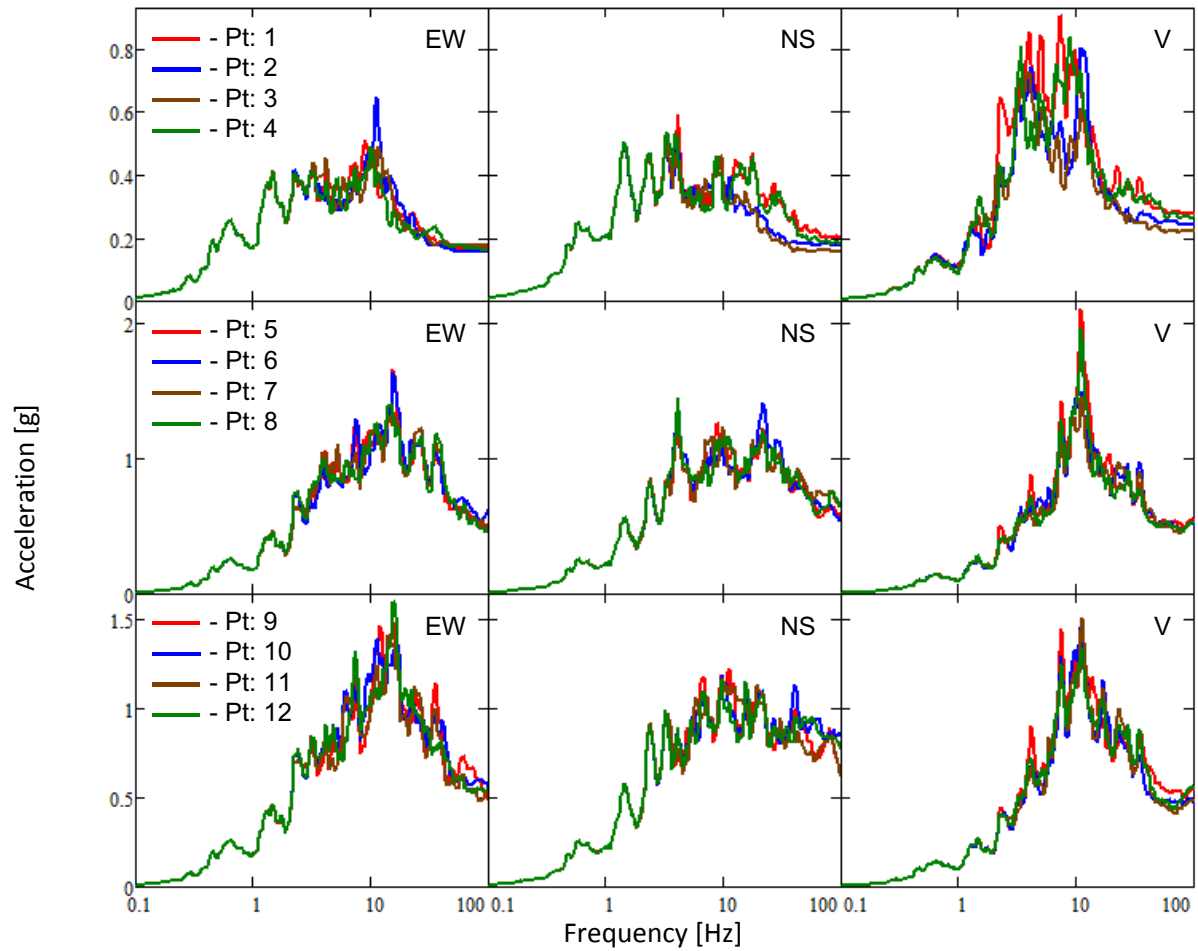 0.8
0.6
0.4
0.2
0
- Pt: 1
- Pt: 2
- Pt: 3
- Pt: 4
EW
NS
V
2
1
0
- Pt: 5
- Pt: 6
- Pt: 7
- Pt: 8
EW
NS
V
1.5
1
0.5
0
- Pt: 9
- Pt: 10
- Pt: 11
- Pt: 12
EW
NS
V
0.1 1 10 100 0.1 1 10 100 0.1 1 10 100
Acceleration [g]
Frequency [Hz]